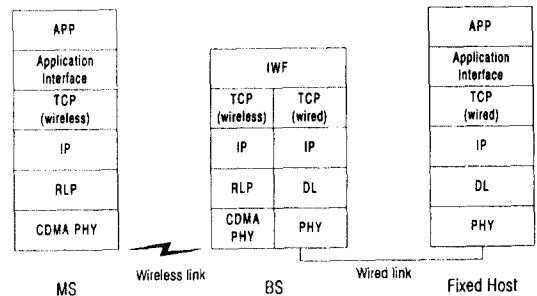 APP
Application
Interface
TCP
(wireless)
IP
RLP
CDMA PHY
MS
Wireless link
IWF
TCP
(wireless)
TCP
(wired)
IP
IP
RLP
DL
CDMA
PHY
PHY
BS
Wired link
APP
Application
Interface
TCP
(wired)
IP
DL
PHY
Fixed Host